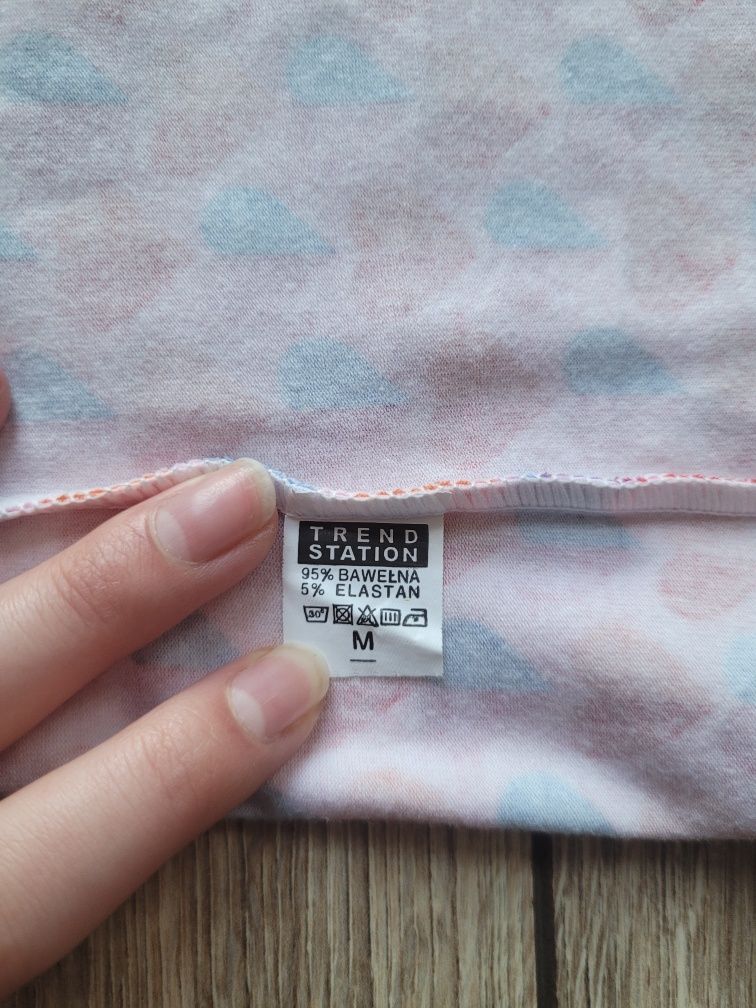 TREND
STATION
95% BAWEŁNA
5% ELASTAN
30°
M